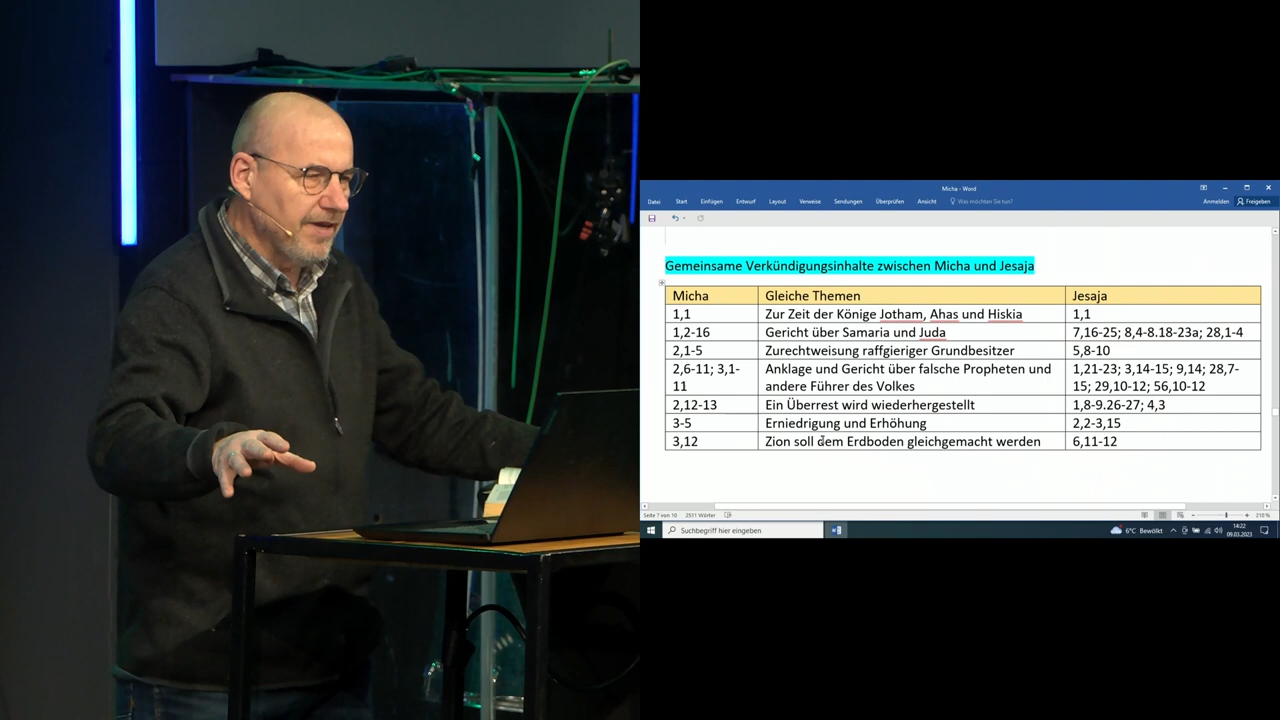 Micha - Word
Datei Start Einfügen Entwurf Layout Verweise Sendungen Überprüfen Ansicht Was möchten Sie tun? Anmelden Freigeben
Gemeinsame Verkündigungsinhalte zwischen Micha und Jesaja
Micha Gleiche Themen Jesaja
1,1 Zur Zeit der Könige Jotham, Ahas und Hiskia 1,1
1,2-16 Gericht über Samaria und Juda 7,16-25; 8,4-8.18-23a; 28,1-4
2,1-5 Zurechtweisung raffgieriger Grundbesitzer 5,8-10
2,6-11; 3,1- Anklage und Gericht über falsche Propheten und 1,21-23; 3,14-15; 9,14; 28,7-
11 andere Führer des Volkes 15; 29,10-12; 56,10-12
2,12-13 Ein Überrest wird wiederhergestellt 1,8-9.26-27; 4,3
3-5 Erniedrigung und Erhöhung 2,2-3,15
3,12 Zion soll dem Erdboden gleichgemacht werden 6,11-12
Seite 7 von 10 2511 Wörter 218 %
Suchbegriff hier eingeben 6°C Bewölkt 14:22
09.03.2023